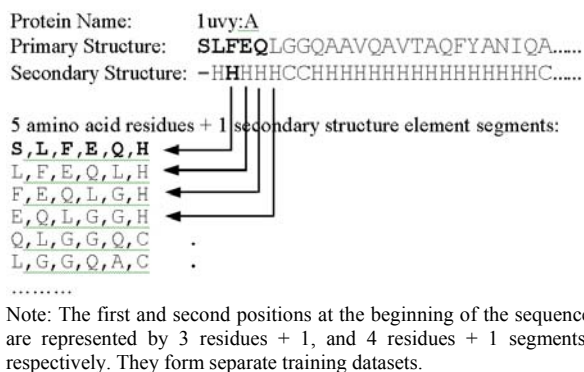 Protein Name: 1uvy:A
Primary Structure: SLFEQLGGQAAVQAVTAQFYANIQA......
Secondary Structure: -HHHHHCCHHHHHHHHHHHHHHHHC......
5 amino acid residues + 1 secondary structure element segments:
S,L,F,E,Q,H
L,F,E,Q,L,H
F,E,Q,L,G,H
E,Q,L,G,G,H
Q,L,G,G,Q,C .
L,G,G,Q,A,C .
.........
Note: The first and second positions at the beginning of the sequence
are represented by 3 residues + 1, and 4 residues + 1 segments
respectively. They form separate training datasets.